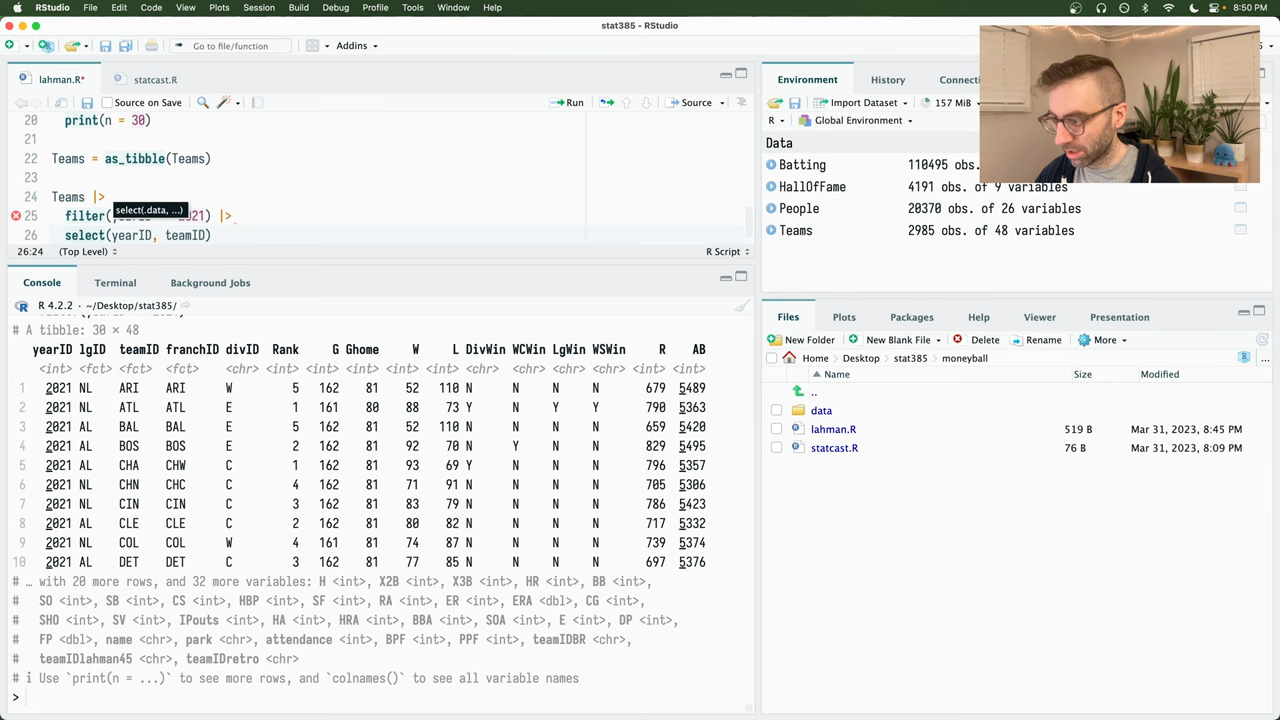 RStudio File Edit Code View Plots Session Build Debug Profile Tools Window Help 8:50 PM
stat385 - RStudio
Go to file/function Addins
lahman.R* statcast.R
Source on Save Run Source
20 print(n = 30)
21
22 Teams = as_tibble(Teams)
23
24 Teams |>
select(.data, ...)
25 filter( 2021) |>
26 select(yearID, teamID)
26:24 (Top Level) R Script
Console Terminal Background Jobs
R 4.2.2 · ~/Desktop/stat385/
# A tibble: 30 × 48
yearID lgID teamID franchID divID Rank G Ghome W L DivWin WCWin LgWin WSWin R AB
<int> <fct> <fct> <fct> <chr> <int> <int> <int> <int> <int> <chr> <chr> <chr> <chr> <int> <int>
1 2021 NL ARI ARI W 5 162 81 52 110 N N N N 679 5489
2 2021 NL ATL ATL E 1 161 80 88 73 Y N Y Y 790 5363
3 2021 AL BAL BAL E 5 162 81 52 110 N N N N 659 5420
4 2021 AL BOS BOS E 2 162 81 92 70 N Y N N 829 5495
5 2021 AL CHA CHW C 1 162 81 93 69 Y N N N 796 5357
6 2021 NL CHN CHC C 4 162 81 71 91 N N N N 705 5306
7 2021 NL CIN CIN C 3 162 81 83 79 N N N N 786 5423
8 2021 AL CLE CLE C 2 162 81 80 82 N N N N 717 5332
9 2021 NL COL COL W 4 161 81 74 87 N N N N 739 5374
10 2021 AL DET DET C 3 162 81 77 85 N N N N 697 5376
# … with 20 more rows, and 32 more variables: H <int>, X2B <int>, X3B <int>, HR <int>, BB <int>,
# SO <int>, SB <int>, CS <int>, HBP <int>, SF <int>, RA <int>, ER <int>, ERA <dbl>, CG <int>,
# SHO <int>, SV <int>, IPouts <int>, HA <int>, HRA <int>, BBA <int>, SOA <int>, E <int>, DP <int>,
# FP <dbl>, name <chr>, park <chr>, attendance <int>, BPF <int>, PPF <int>, teamIDBR <chr>,
# teamIDlahman45 <chr>, teamIDretro <chr>
# ℹ Use `print(n = ...)` to see more rows, and `colnames()` to see all variable names
>
Environment History Connecti
Import Dataset 157 MiB
R Global Environment
Data
Batting 110495 obs. of
HallOfFame 4191 obs. of 9 variables
People 20370 obs. of 26 variables
Teams 2985 obs. of 48 variables
Files Plots Packages Help Viewer Presentation
New Folder New Blank File Delete Rename More
Home Desktop stat385 moneyball ...
Name Size Modified
..
data
lahman.R 519 B Mar 31, 2023, 8:45 PM
statcast.R 76 B Mar 31, 2023, 8:09 PM